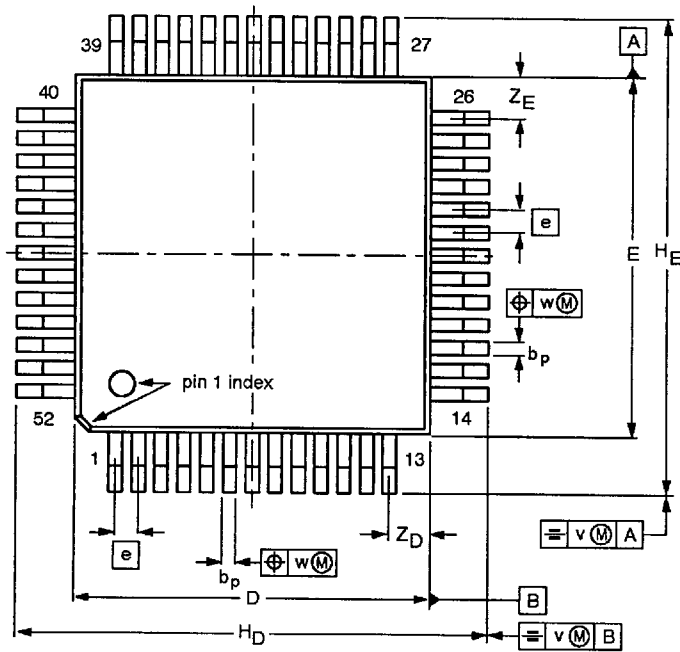 39
27
A
40
26
Z_E
e
E
H_E
⌖ w Ⓜ
b_p
pin 1 index
52
14
1
13
e
Z_D
⌯ v Ⓜ A
b_p
⌖ w Ⓜ
D
B
H_D
⌯ v Ⓜ B